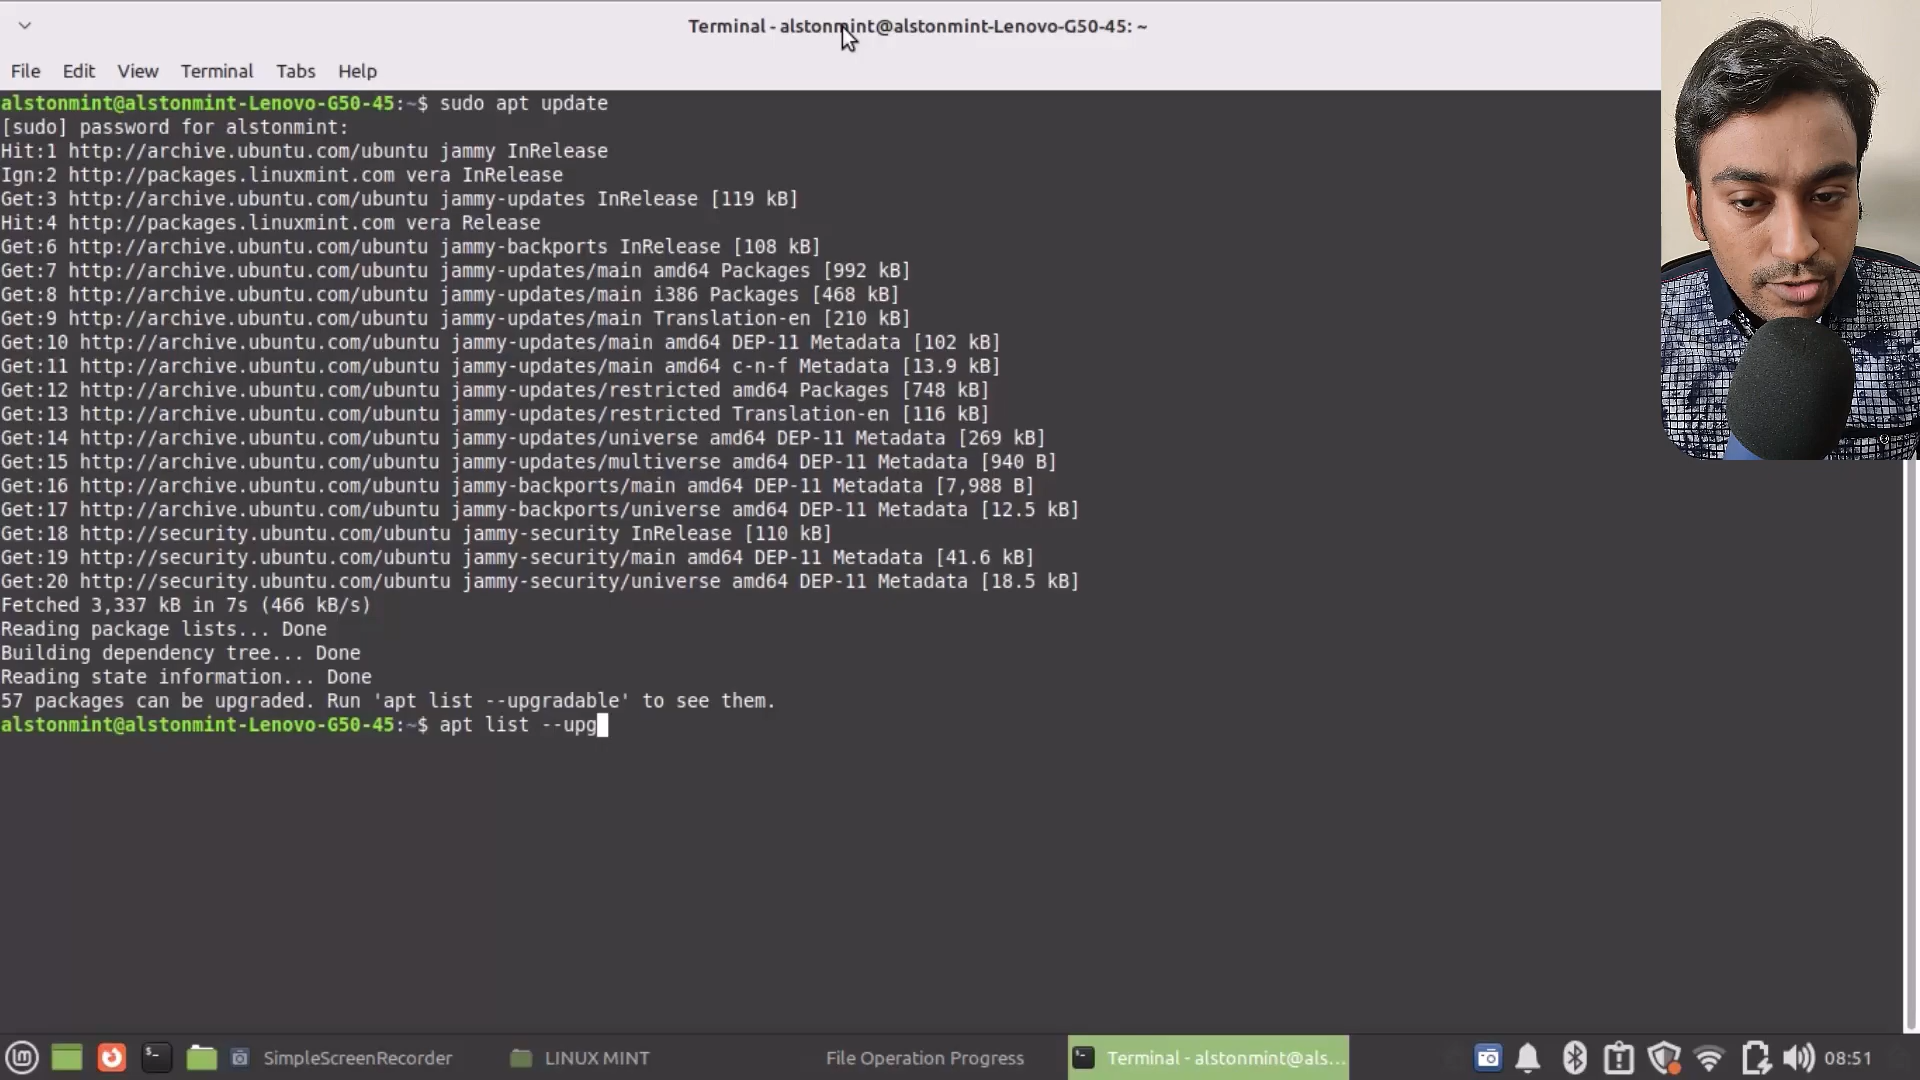 Terminal - alstonmint@alstonmint-Lenovo-G50-45: ~
File Edit View Terminal Tabs Help
alstonmint@alstonmint-Lenovo-G50-45:~$ sudo apt update
[sudo] password for alstonmint:
Hit:1 http://archive.ubuntu.com/ubuntu jammy InRelease
Ign:2 http://packages.linuxmint.com vera InRelease
Get:3 http://archive.ubuntu.com/ubuntu jammy-updates InRelease [119 kB]
Hit:4 http://packages.linuxmint.com vera Release
Get:6 http://archive.ubuntu.com/ubuntu jammy-backports InRelease [108 kB]
Get:7 http://archive.ubuntu.com/ubuntu jammy-updates/main amd64 Packages [992 kB]
Get:8 http://archive.ubuntu.com/ubuntu jammy-updates/main i386 Packages [468 kB]
Get:9 http://archive.ubuntu.com/ubuntu jammy-updates/main Translation-en [210 kB]
Get:10 http://archive.ubuntu.com/ubuntu jammy-updates/main amd64 DEP-11 Metadata [102 kB]
Get:11 http://archive.ubuntu.com/ubuntu jammy-updates/main amd64 c-n-f Metadata [13.9 kB]
Get:12 http://archive.ubuntu.com/ubuntu jammy-updates/restricted amd64 Packages [748 kB]
Get:13 http://archive.ubuntu.com/ubuntu jammy-updates/restricted Translation-en [116 kB]
Get:14 http://archive.ubuntu.com/ubuntu jammy-updates/universe amd64 DEP-11 Metadata [269 kB]
Get:15 http://archive.ubuntu.com/ubuntu jammy-updates/multiverse amd64 DEP-11 Metadata [940 B]
Get:16 http://archive.ubuntu.com/ubuntu jammy-backports/main amd64 DEP-11 Metadata [7,988 B]
Get:17 http://archive.ubuntu.com/ubuntu jammy-backports/universe amd64 DEP-11 Metadata [12.5 kB]
Get:18 http://security.ubuntu.com/ubuntu jammy-security InRelease [110 kB]
Get:19 http://security.ubuntu.com/ubuntu jammy-security/main amd64 DEP-11 Metadata [41.6 kB]
Get:20 http://security.ubuntu.com/ubuntu jammy-security/universe amd64 DEP-11 Metadata [18.5 kB]
Fetched 3,337 kB in 7s (466 kB/s)
Reading package lists... Done
Building dependency tree... Done
Reading state information... Done
57 packages can be upgraded. Run 'apt list --upgradable' to see them.
alstonmint@alstonmint-Lenovo-G50-45:~$ apt list --upg
SimpleScreenRecorder LINUX MINT File Operation Progress Terminal - alstonmint@als... 08:51